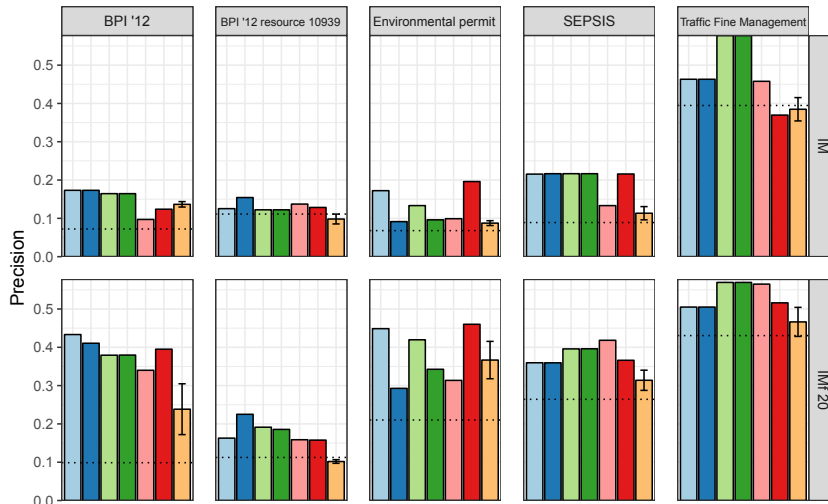 BPI '12
BPI '12 resource 10939
Environmental permit
SEPSIS
Traffic Fine Management
0.5
0.4
0.3
0.2
0.1
0.0
IM
Precision
0.5
0.4
0.3
0.2
0.1
0.0
IMf 20